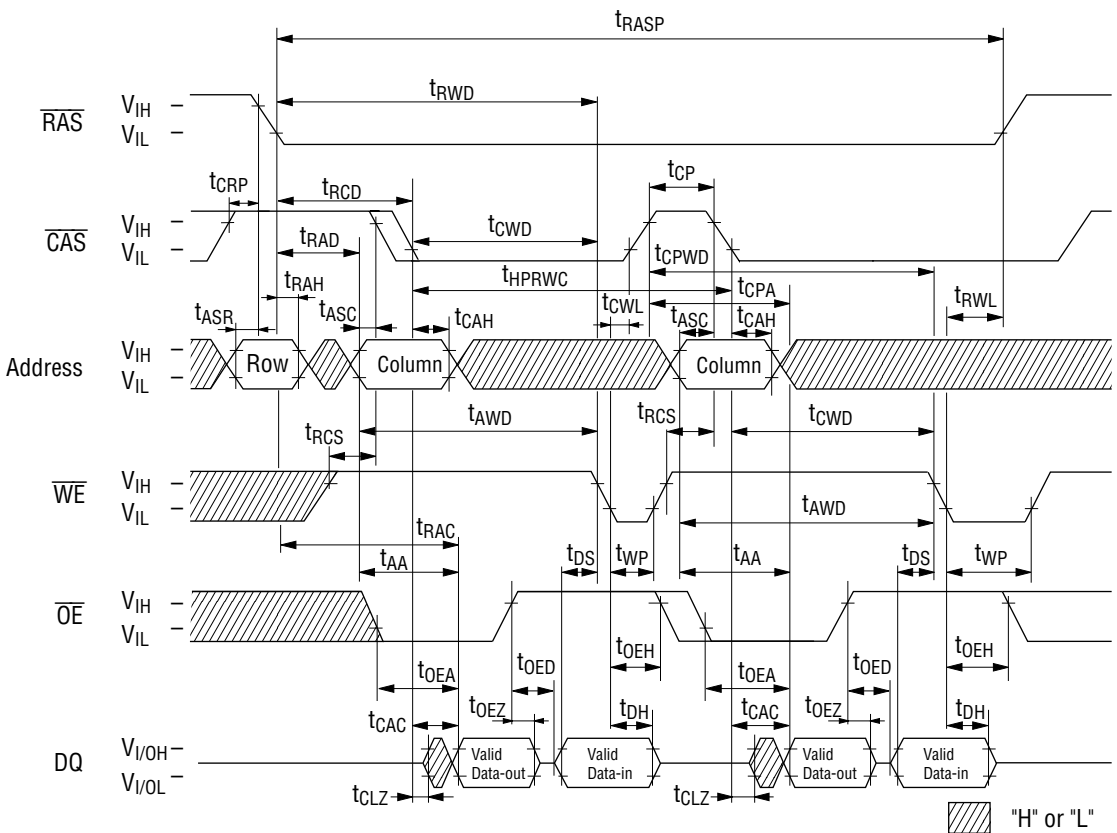 tRASP
tRWD
RAS
VIH
VIL
tCRP
tRCD
tCP
CAS
VIH
VIL
tCWD
tRAD
tCPWD
tHPRWC
tRAH
tCPA
tASR
tASC
tCAH
tCWL
tASC
tCAH
tRWL
Address
VIH
VIL
Row
Column
Column
tRCS
tAWD
tRCS
tCWD
WE
VIH
VIL
tAWD
tRAC
tAA
tDS
tWP
tAA
tDS
tWP
OE
VIH
VIL
tOEA
tOED
tOEH
tOEA
tOED
tOEH
tCAC
tOEZ
tDH
tCAC
tOEZ
tDH
DQ
VI/OH
VI/OL
Valid
Data-out
Valid
Data-in
Valid
Data-out
Valid
Data-in
tCLZ
tCLZ
"H" or "L"